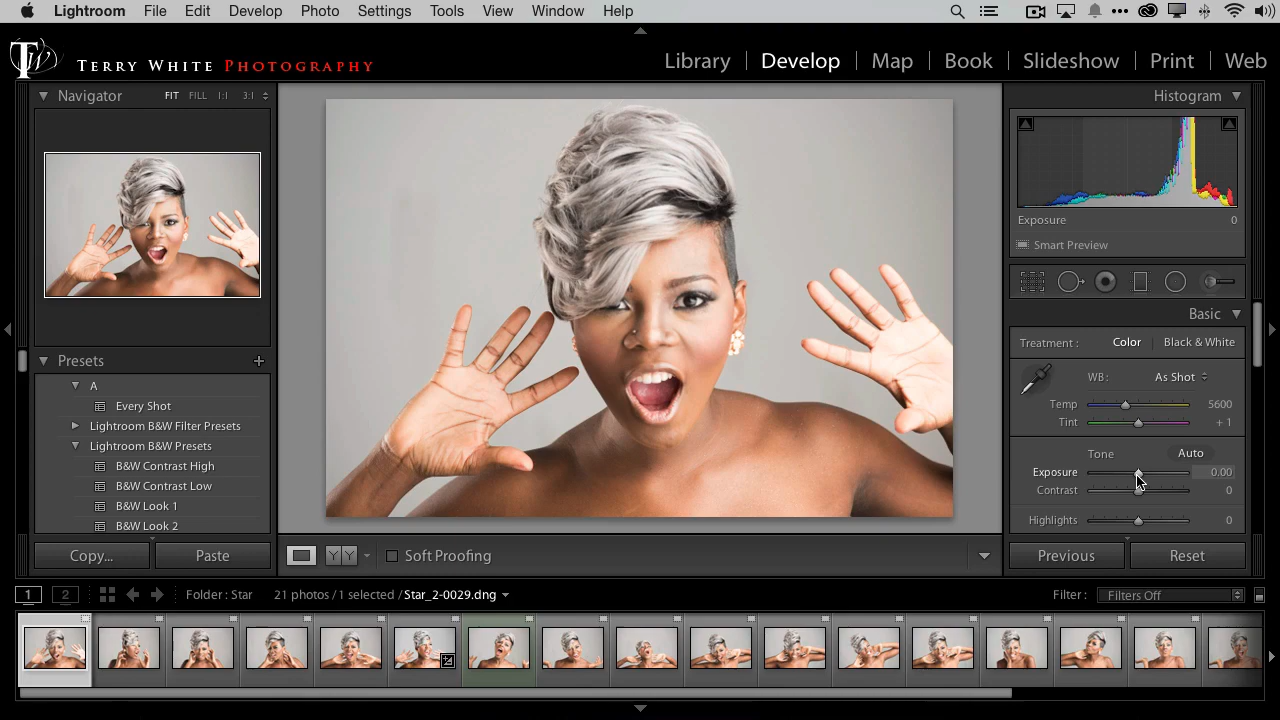 Lightroom File Edit Develop Photo Settings Tools View Window Help
TW TERRY WHITE PHOTOGRAPHY
Library Develop Map Book Slideshow Print Web
Navigator FIT FILL 1:1 3:1
Presets
A
Every Shot
Lightroom B&W Filter Presets
Lightroom B&W Presets
B&W Contrast High
B&W Contrast Low
B&W Look 1
B&W Look 2
Copy... Paste
YY Soft Proofing
Histogram
Exposure 0
Smart Preview
Basic
Treatment : Color Black & White
WB: As Shot
Temp 5600
Tint + 1
Tone Auto
Exposure 0.00
Contrast 0
Highlights 0
Previous Reset
1 2 Folder : Star 21 photos / 1 selected / Star_2-0029.dng Filter : Filters Off